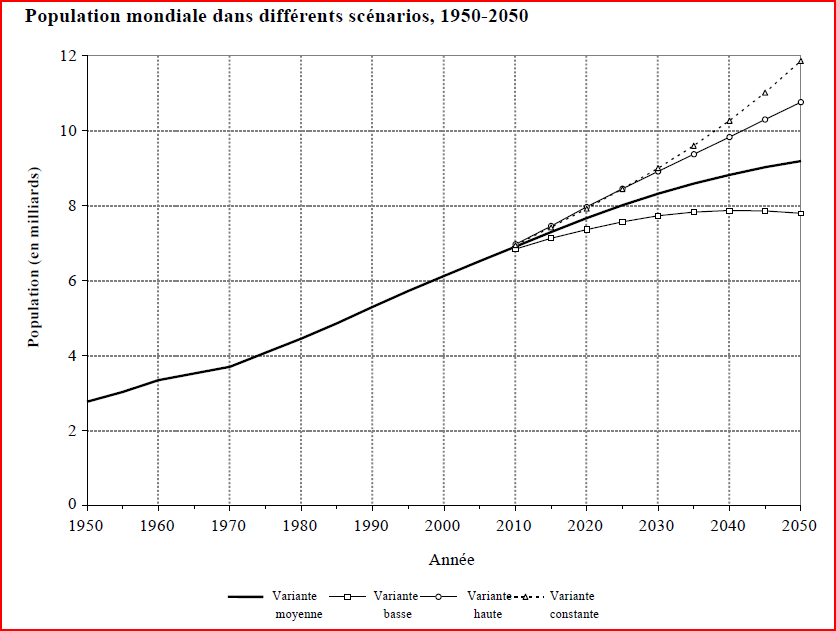 Population mondiale dans différents scénarios, 1950-2050
12
10
8
6
4
2
0
Population (en milliards)
1950 1960 1970 1980 1990 2000 2010 2020 2030 2040 2050
Année
Variante moyenne
Variante basse
Variante haute
Variante constante